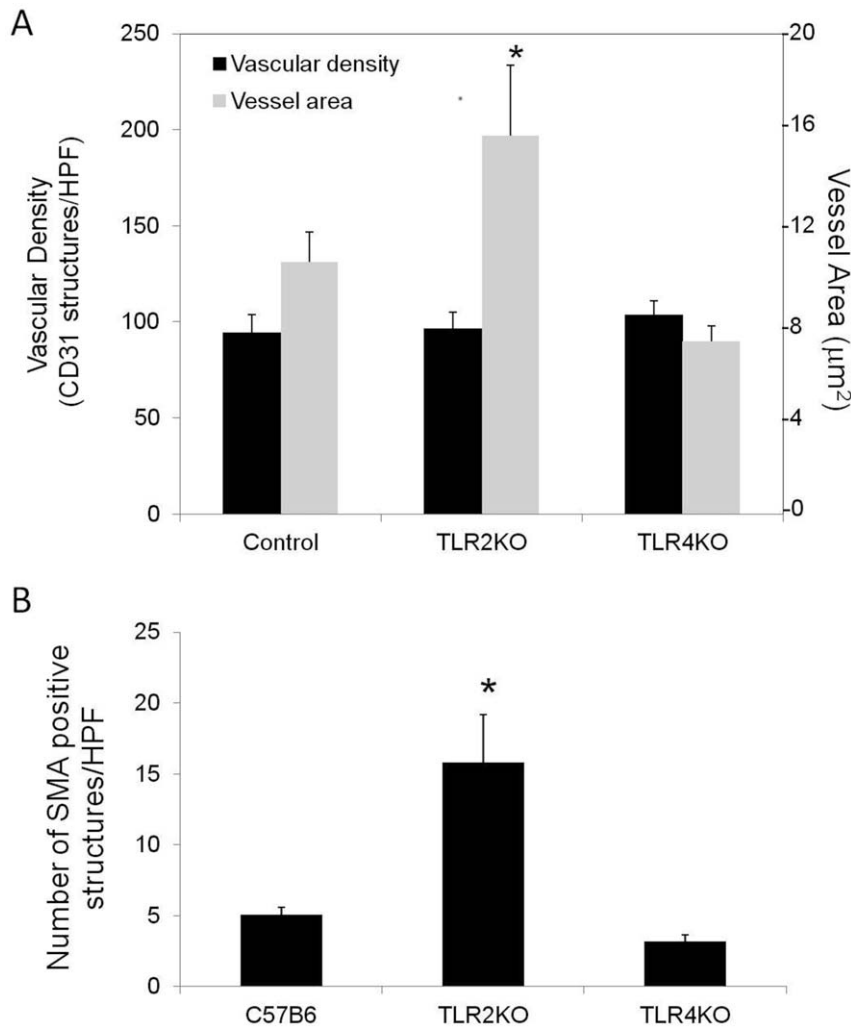 A
250
200
150
100
50
0
Vascular Density
(CD31 structures/HPF)
Vascular density
Vessel area
*
*
20
16
12
8
4
0
Vessel Area (μm²)
Control
TLR2KO
TLR4KO
B
25
20
15
10
5
0
Number of SMA positive
structures/HPF
*
C57B6
TLR2KO
TLR4KO